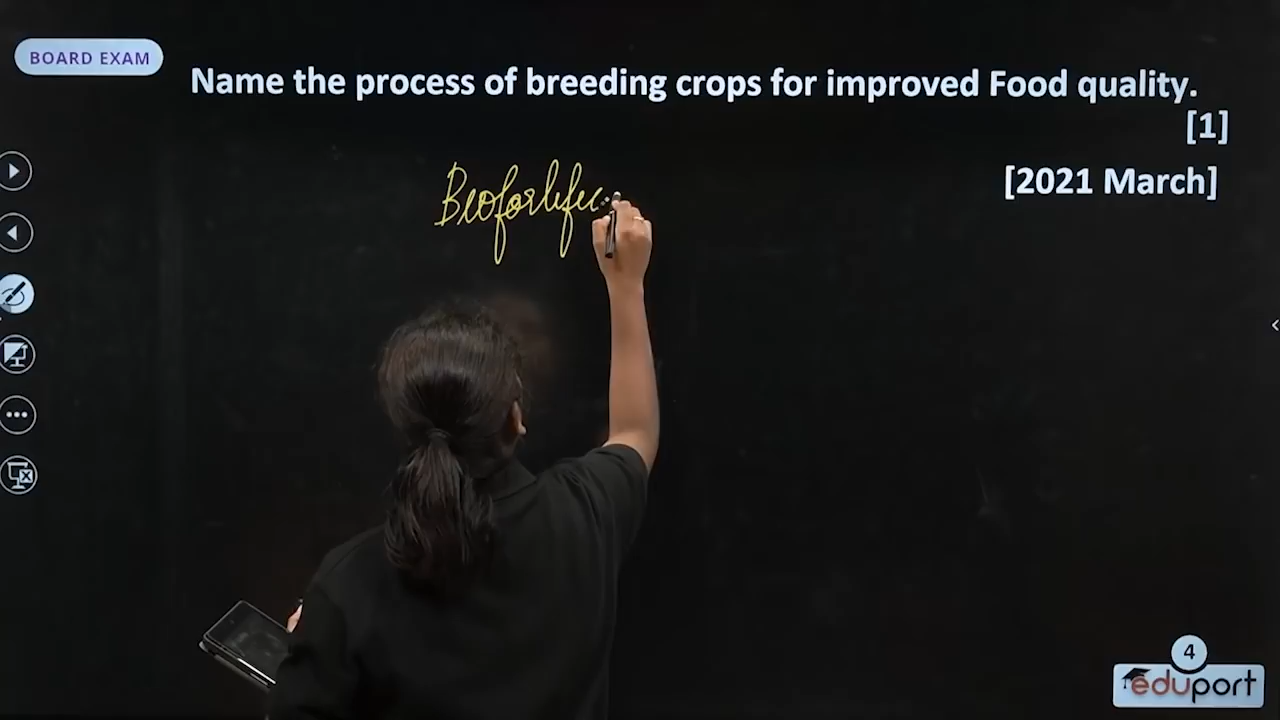 BOARD EXAM
Name the process of breeding crops for improved Food quality.
[1]
[2021 March]
Biofortific
4
eduport